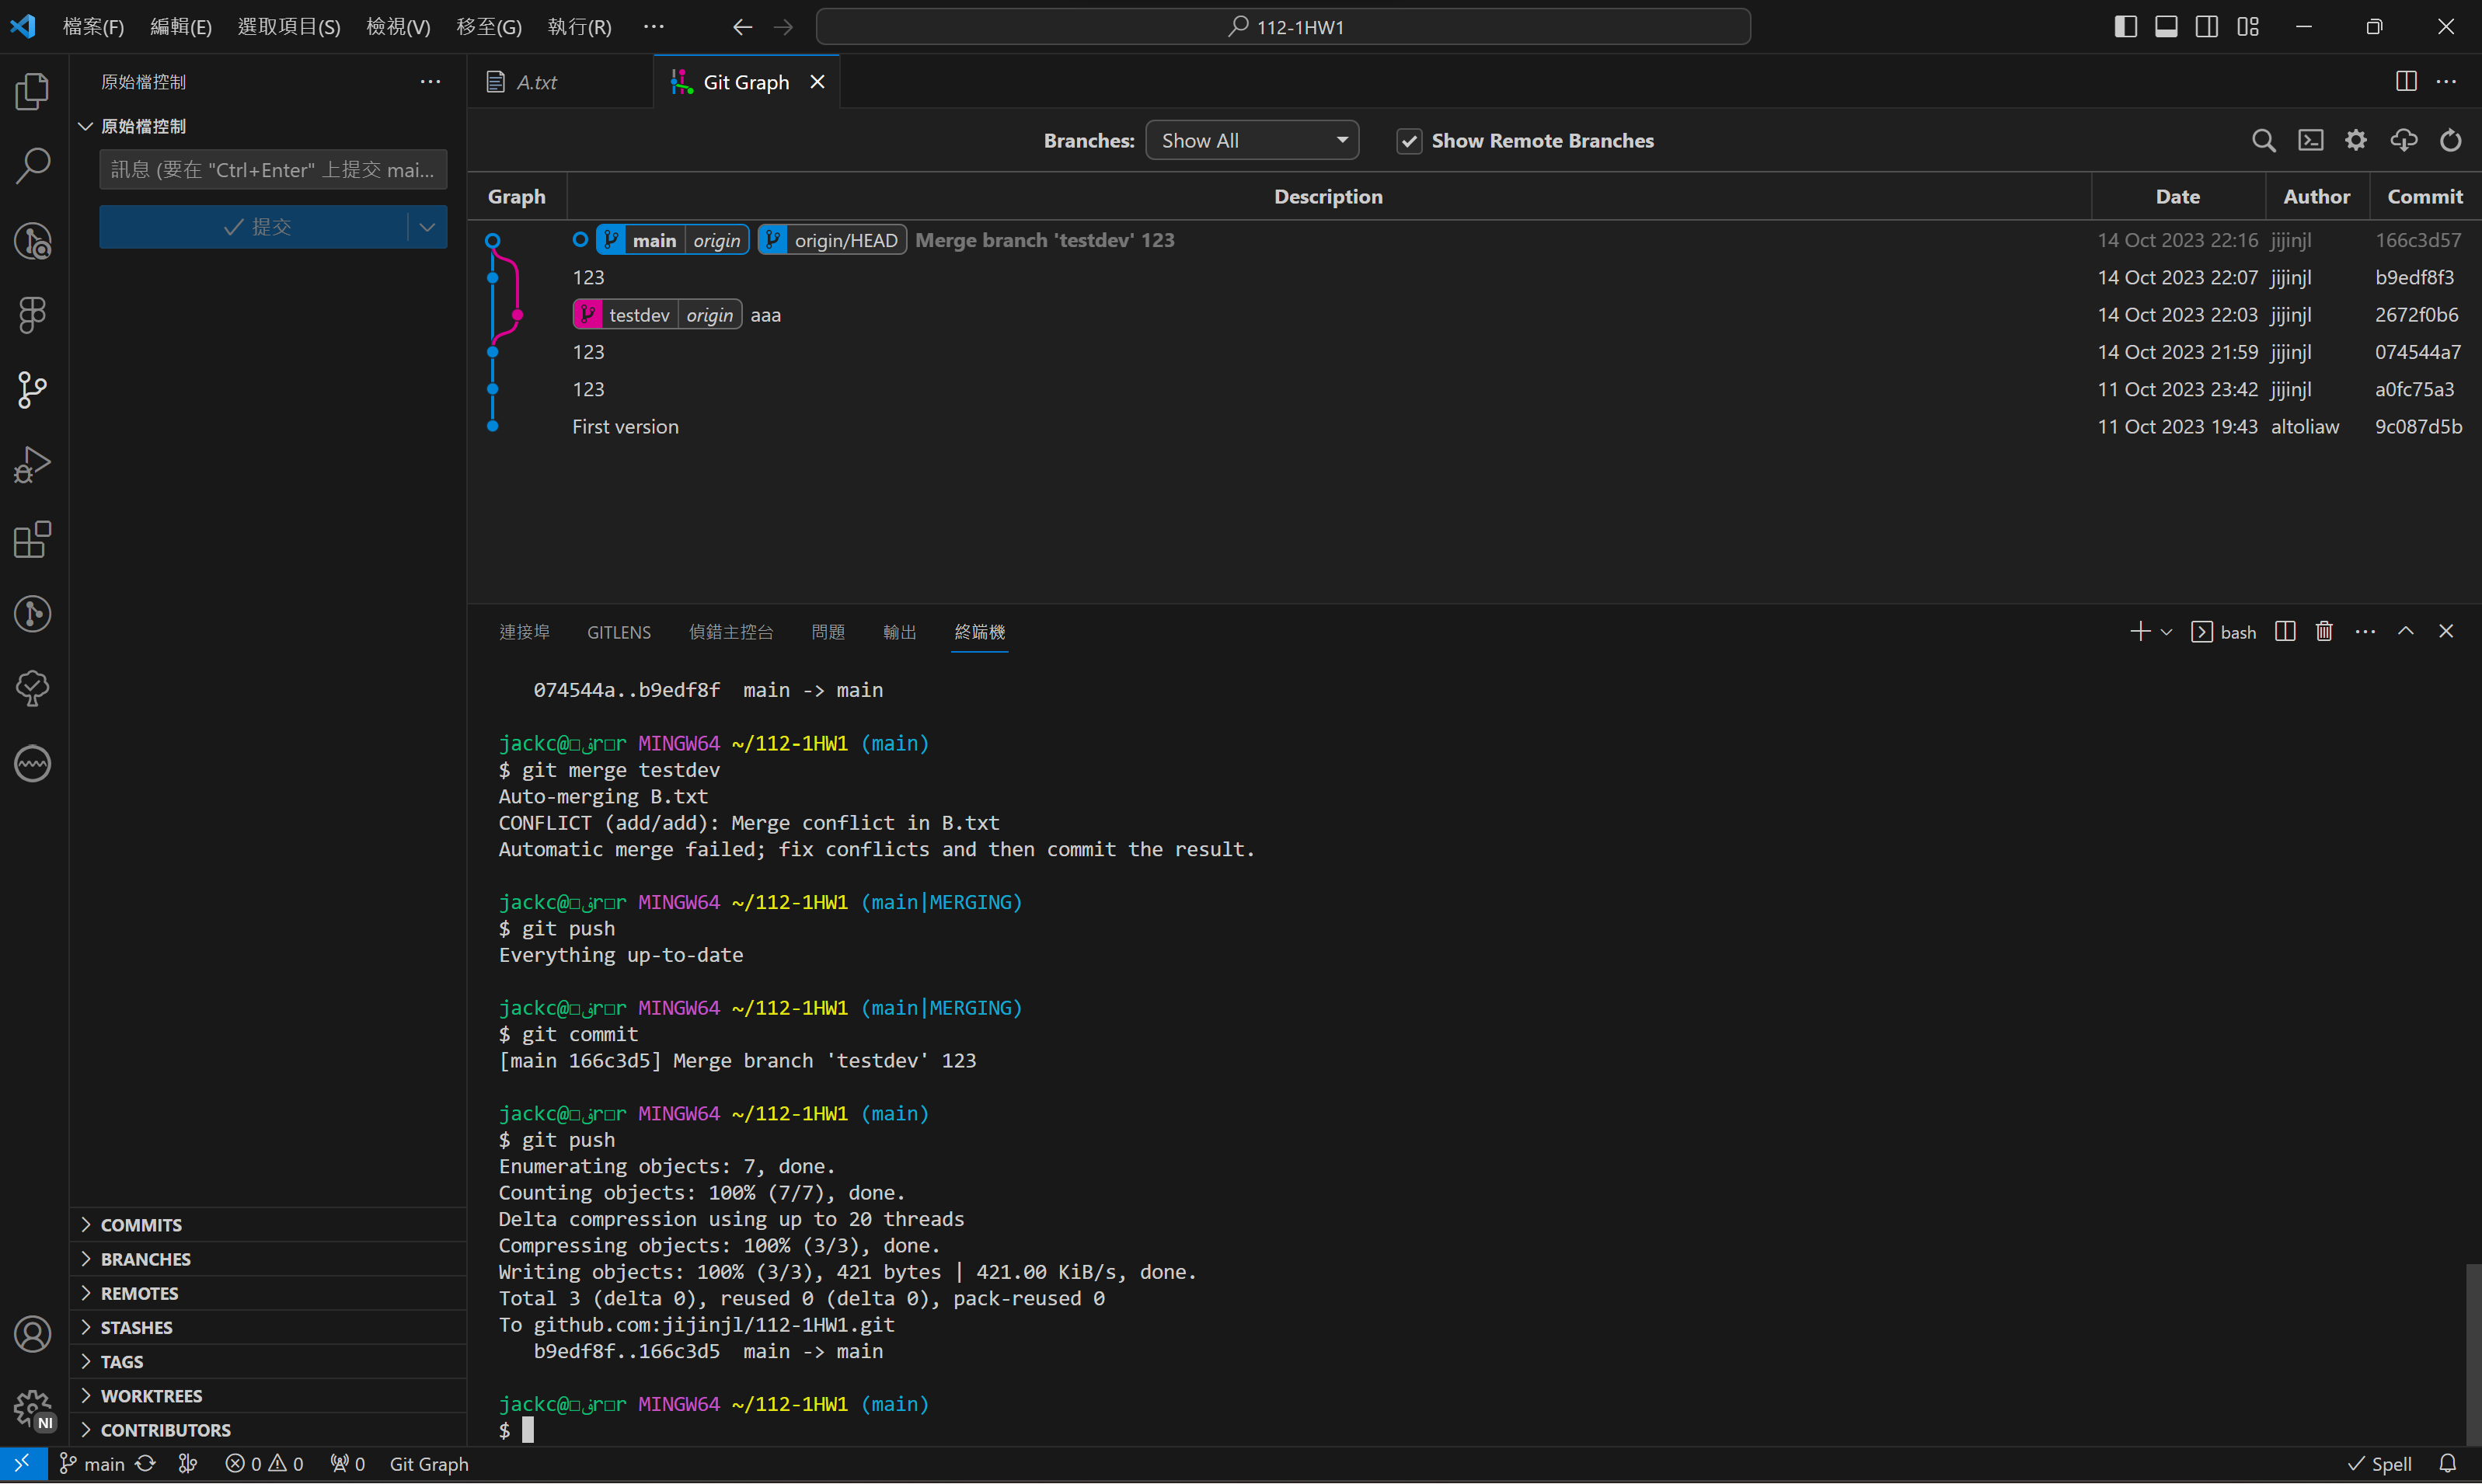 檔案(F) 編輯(E) 選取項目(S) 檢視(V) 移至(G) 執行(R) ··· 112-1HW1
原始檔控制
原始檔控制
訊息 (要在 "Ctrl+Enter" 上提交 mai...
提交
COMMITS
BRANCHES
REMOTES
STASHES
TAGS
WORKTREES
CONTRIBUTORS
A.txt Git Graph
Branches: Show All Show Remote Branches
Graph Description Date Author Commit
main origin origin/HEAD Merge branch 'testdev' 123 14 Oct 2023 22:16 jijinjl 166c3d57
123 14 Oct 2023 22:07 jijinjl b9edf8f3
testdev origin aaa 14 Oct 2023 22:03 jijinjl 2672f0b6
123 14 Oct 2023 21:59 jijinjl 074544a7
123 11 Oct 2023 23:42 jijinjl a0fc75a3
First version 11 Oct 2023 19:43 altoliaw 9c087d5b
連接埠 GITLENS 偵錯主控台 問題 輸出 終端機 bash
074544a..b9edf8f main -> main
jackc@ MINGW64 ~/112-1HW1 (main)
$ git merge testdev
Auto-merging B.txt
CONFLICT (add/add): Merge conflict in B.txt
Automatic merge failed; fix conflicts and then commit the result.
jackc@ MINGW64 ~/112-1HW1 (main|MERGING)
$ git push
Everything up-to-date
jackc@ MINGW64 ~/112-1HW1 (main|MERGING)
$ git commit
[main 166c3d5] Merge branch 'testdev' 123
jackc@ MINGW64 ~/112-1HW1 (main)
$ git push
Enumerating objects: 7, done.
Counting objects: 100% (7/7), done.
Delta compression using up to 20 threads
Compressing objects: 100% (3/3), done.
Writing objects: 100% (3/3), 421 bytes | 421.00 KiB/s, done.
Total 3 (delta 0), reused 0 (delta 0), pack-reused 0
To github.com:jijinjl/112-1HW1.git
b9edf8f..166c3d5 main -> main
jackc@ MINGW64 ~/112-1HW1 (main)
$
NI
main 0 0 0 Git Graph Spell